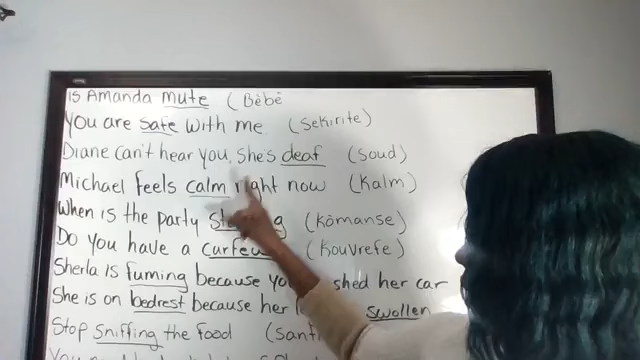 is Amanda mute (Bèbè
You are safe with me (Sekirite)
Diane can't hear you, she's deaf (Soud)
Michael feels calm right now (Kalm)
When is the party (Kòmanse)
Do you have a curfew (Kouvrefe)
Sherla is fuming because her car
She is on bedrest because her swollen
Stop sniffing the food